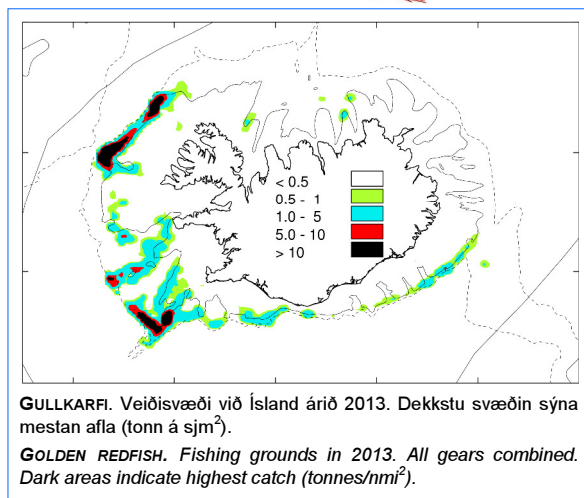 < 0.5
0.5 - 1
1.0 - 5
5.0 - 10
> 10
GULLKARFI. Veiðisvæði við Ísland árið 2013. Dekkstu svæðin sýna
mestan afla (tonn á sjm²).
GOLDEN REDFISH. Fishing grounds in 2013. All gears combined.
Dark areas indicate highest catch (tonnes/nmi²).